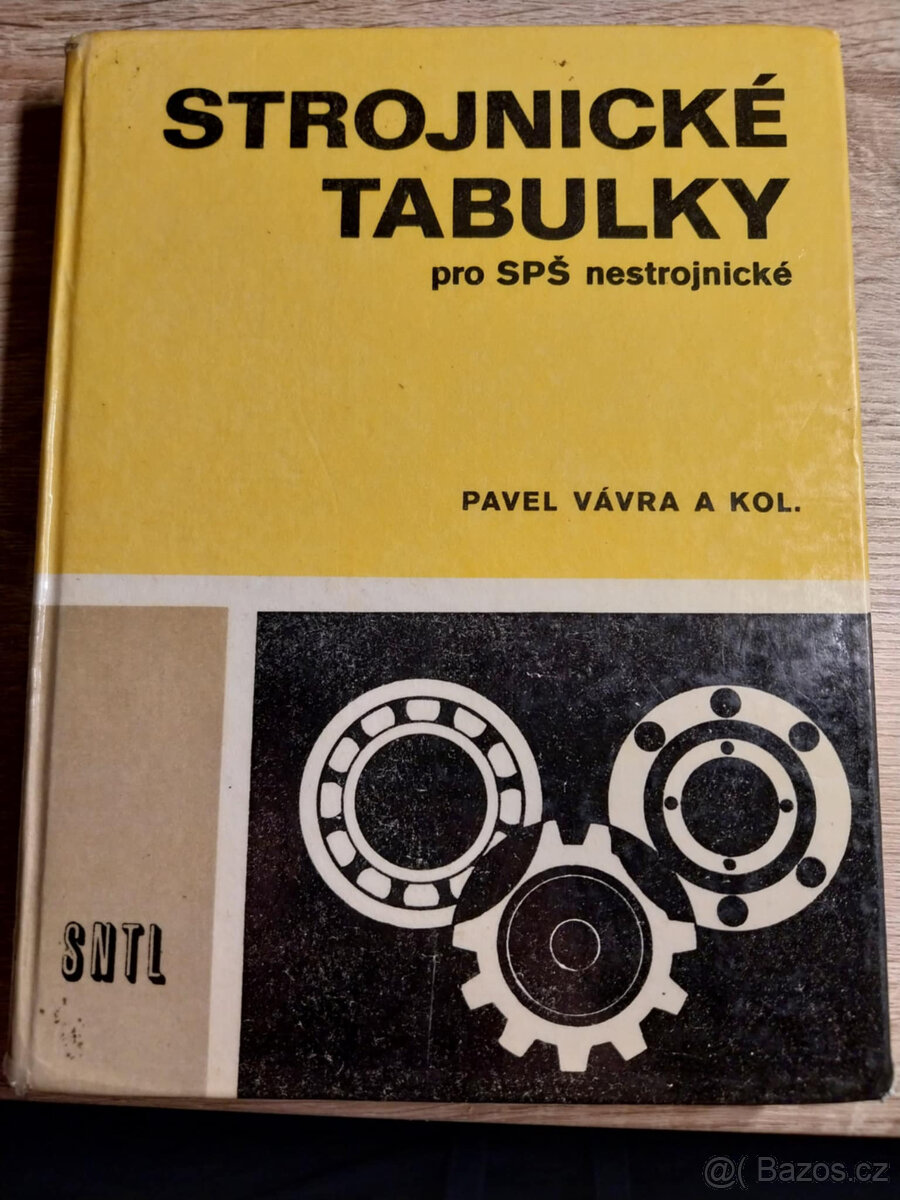 STROJNICKÉ
TABULKY
pro SPŠ nestrojnické
PAVEL VÁVRA A KOL.
SNTL
@( Bazos.cz